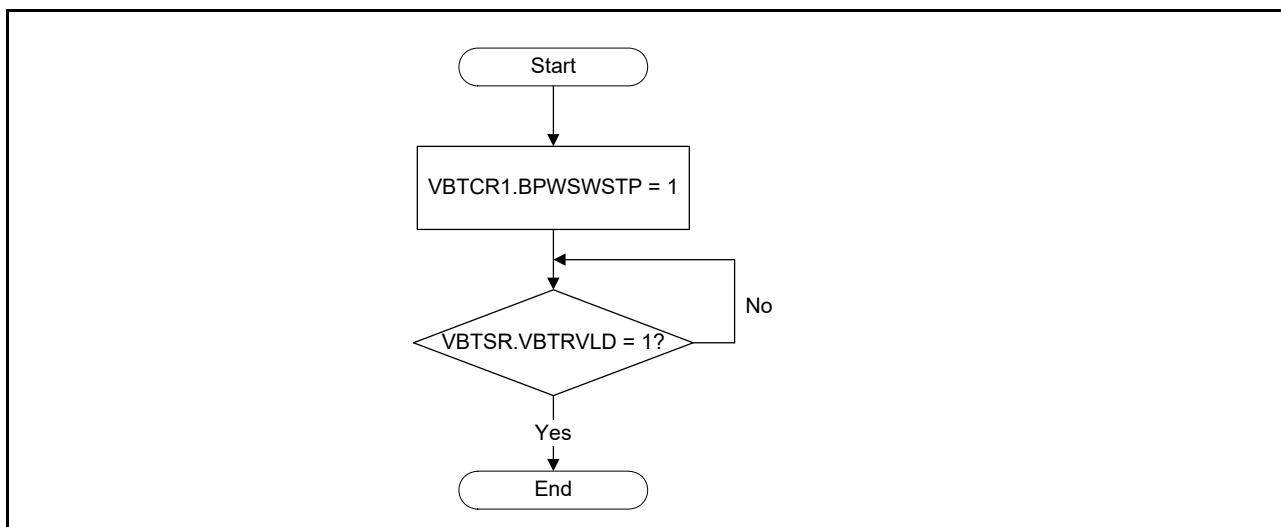 Start
VBTCR1.BPWSWSTP = 1
No
VBTSR.VBTRVLD = 1?
Yes
End